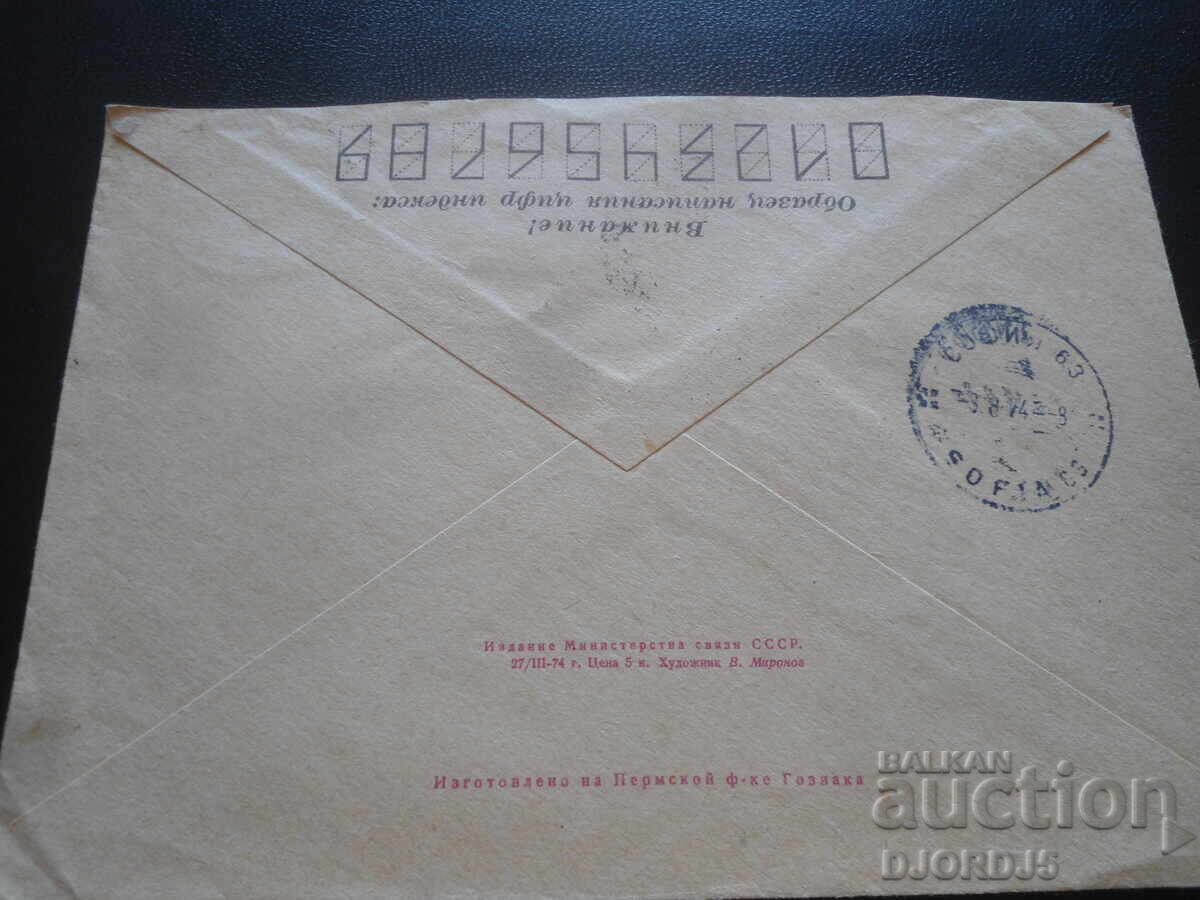 Внимание!
Образец написания цифр индекса:
0123456789
СОФИЯ 63
74
SOFIA
Издание Министерства связи СССР.
27/III-74 г. Цена 5 к. Художник В. Миронов
Изготовлено на Пермской ф-ке Гознака
BALKAN
auction
DJORDJ5